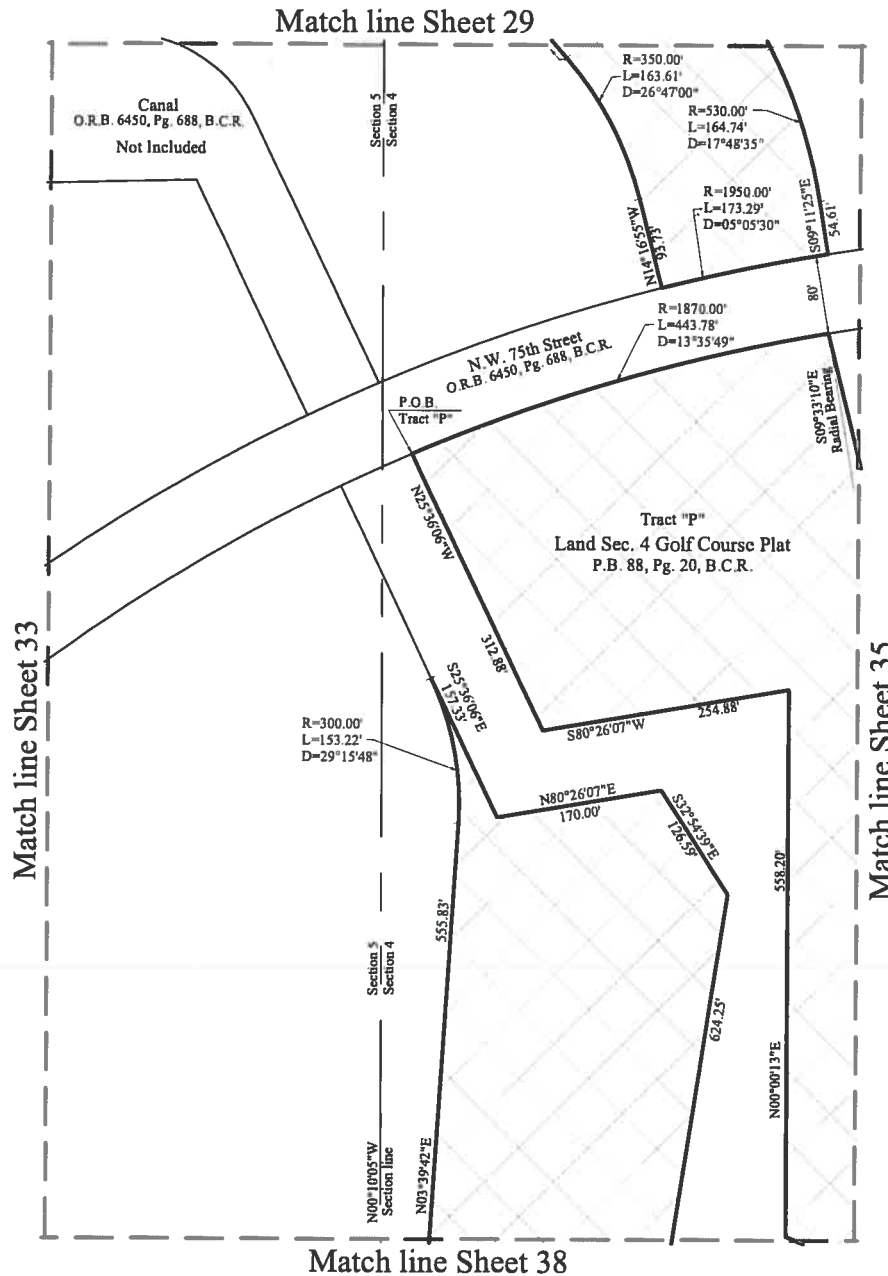 Match line Sheet 29
Canal
O.R.B. 6450, Pg. 688, B.C.R.
Not Included
Section 5
Section 4
R=350.00'
L=163.61'
D=26°47'00"
R=530.00'
L=164.74'
D=17°48'35"
R=1950.00'
L=173.29'
D=05°05'30"
N14°16'55"W
93.73'
S09°11'25"E
54.61'
80'
R=1870.00'
L=443.78'
D=13°35'49"
N.W. 75th Street
O.R.B. 6450, Pg. 688, B.C.R.
P.O.B.
Tract "P"
S09°33'10"E
Radial Bearing
Tract "P"
Land Sec. 4 Golf Course Plat
P.B. 88, Pg. 20, B.C.R.
N25°36'06"W
312.88'
Match line Sheet 33
Match line Sheet 35
S25°36'06"E
157.33'
R=300.00'
L=153.22'
D=29°15'48"
S80°26'07"W
254.88'
N80°26'07"E
170.00'
S32°54'39"E
126.59'
558.20'
555.83'
Section 5
Section 4
624.25'
N00°00'13"E
N00°10'05"W
Section line
N03°39'42"E
Match line Sheet 38